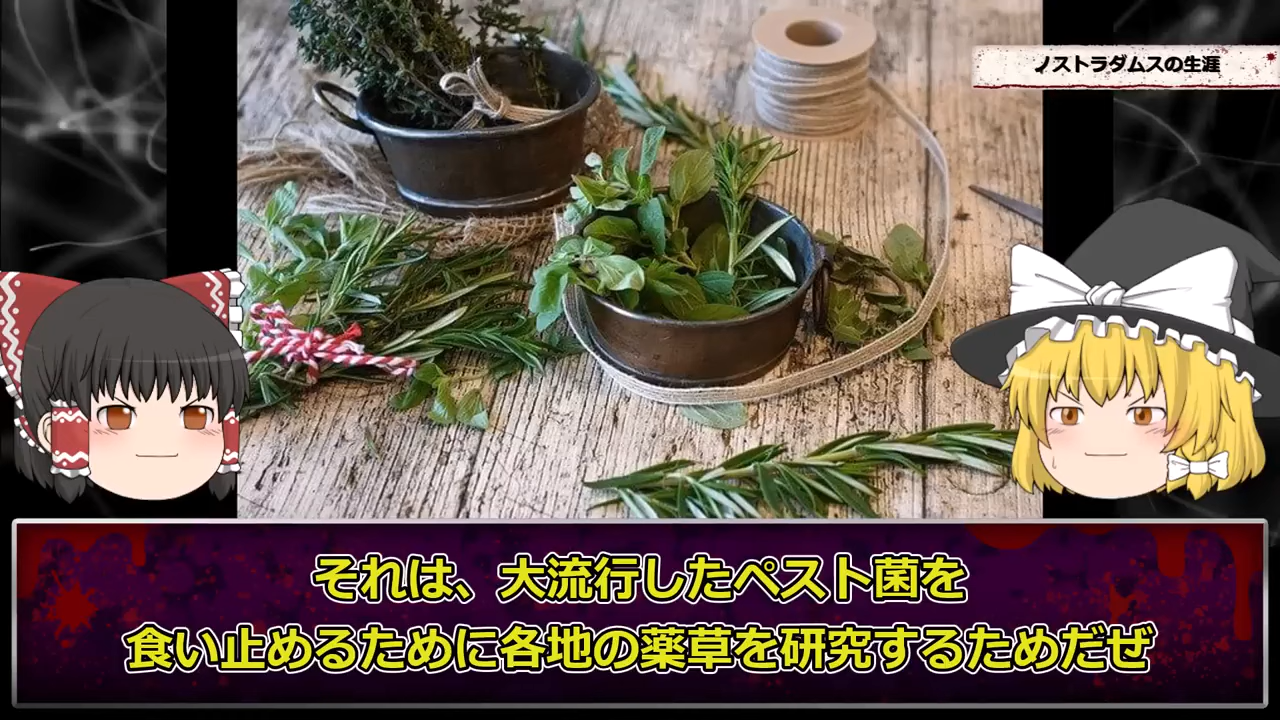 ノストラダムスの生涯
それは、大流行したペスト菌を
食い止めるために各地の薬草を研究するためだぜ